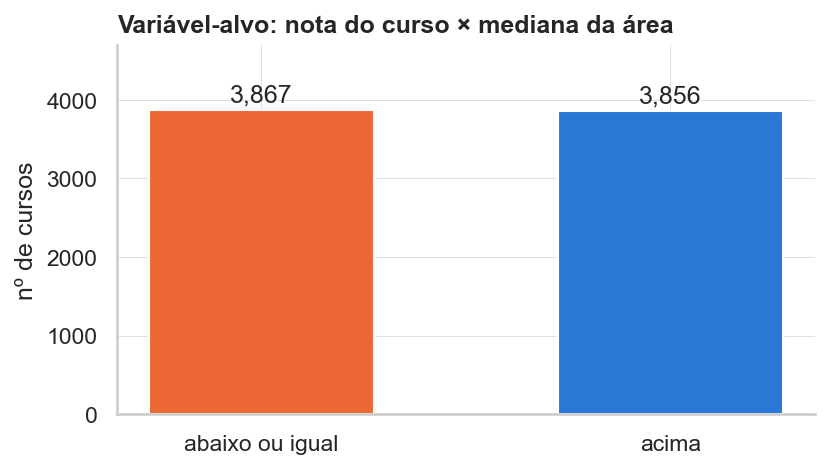 Variável-alvo: nota do curso × mediana da área
nº de cursos
4000
3000
2000
1000
0
3,867
3,856
abaixo ou igual
acima